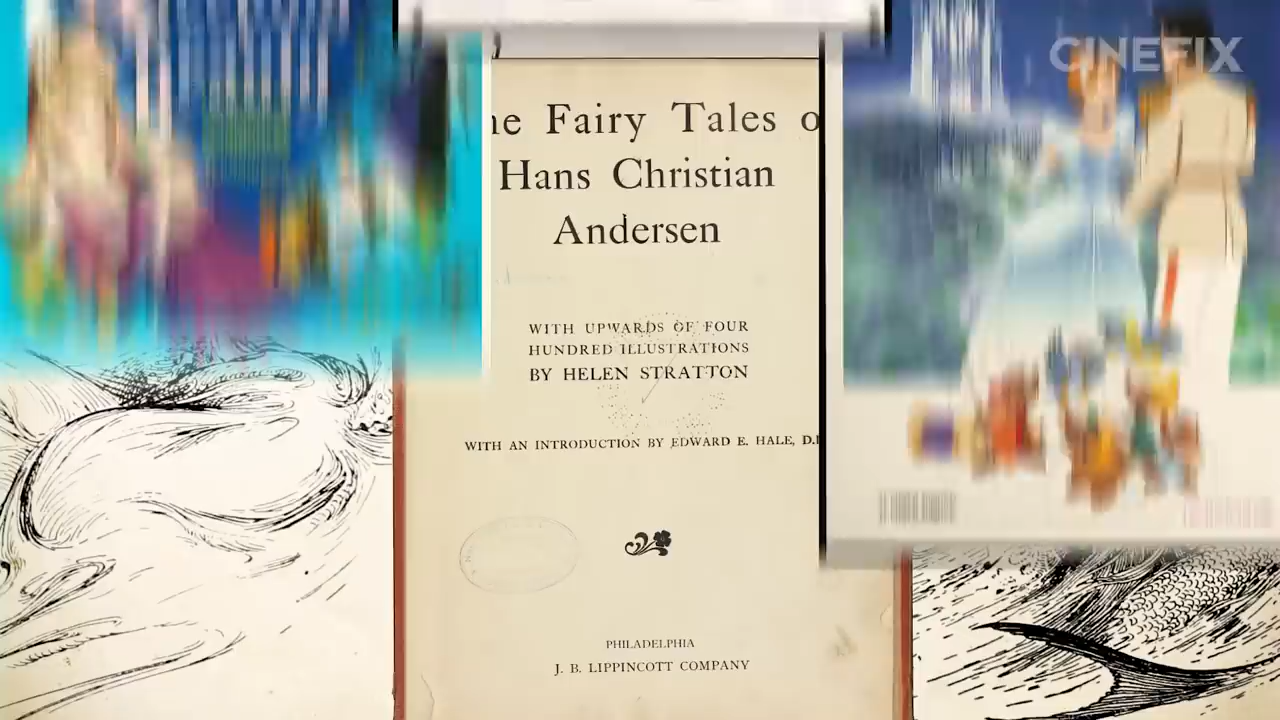 CINEFIX
he Fairy Tales o
Hans Christian
Andersen
WITH UPWARDS OF FOUR
HUNDRED ILLUSTRATIONS
BY HELEN STRATTON
WITH AN INTRODUCTION BY EDWARD E. HALE, D.
PHILADELPHIA
J. B. LIPPINCOTT COMPANY